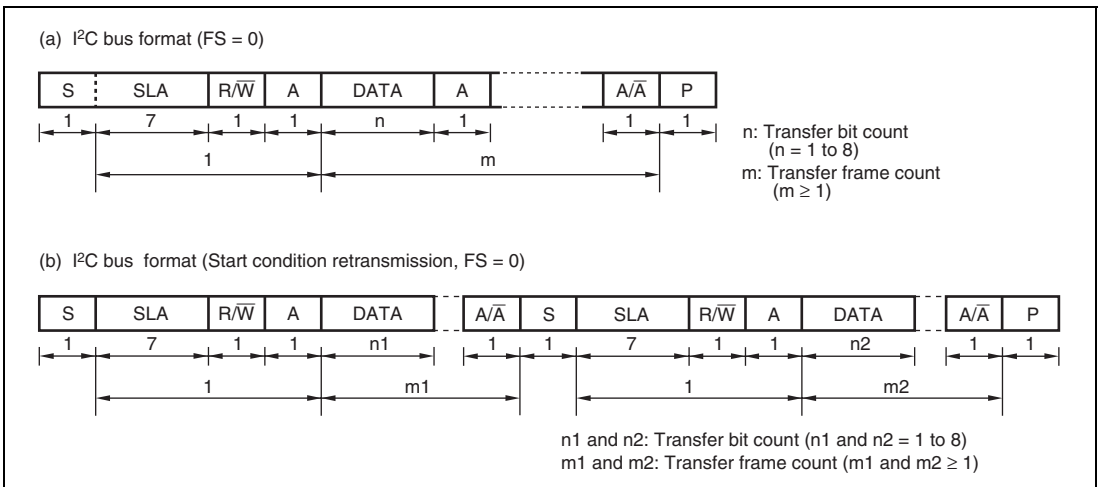 (a) I²C bus format (FS = 0)
S SLA R/W̅ A DATA A A/A̅ P
1 7 1 1 n 1 1 1
1 m
n: Transfer bit count
(n = 1 to 8)
m: Transfer frame count
(m ≥ 1)
(b) I²C bus format (Start condition retransmission, FS = 0)
S SLA R/W̅ A DATA A/A̅ S SLA R/W̅ A DATA A/A̅ P
1 7 1 1 n1 1 1 7 1 1 n2 1 1
1 m1 1 m2
n1 and n2: Transfer bit count (n1 and n2 = 1 to 8)
m1 and m2: Transfer frame count (m1 and m2 ≥ 1)